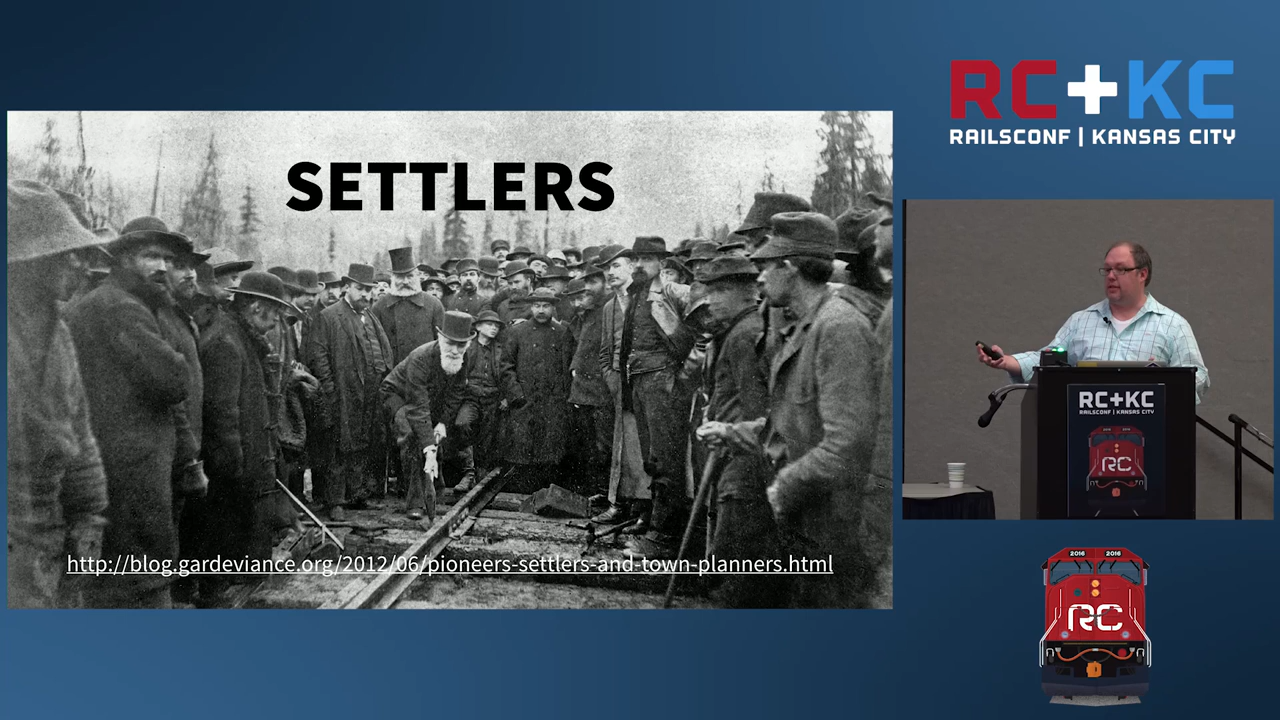 SETTLERS
http://blog.gardeviance.org/2012/06/pioneers-settlers-and-town-planners.html
RC+KC
RAILSCONF | KANSAS CITY
RC+KC
RAILSCONF | KANSAS CITY
RC
2016 2016
RC